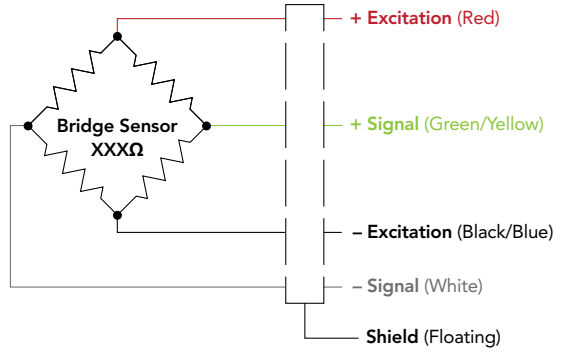 + Excitation (Red)
Bridge Sensor
XXXΩ
+ Signal (Green/Yellow)
– Excitation (Black/Blue)
– Signal (White)
Shield (Floating)